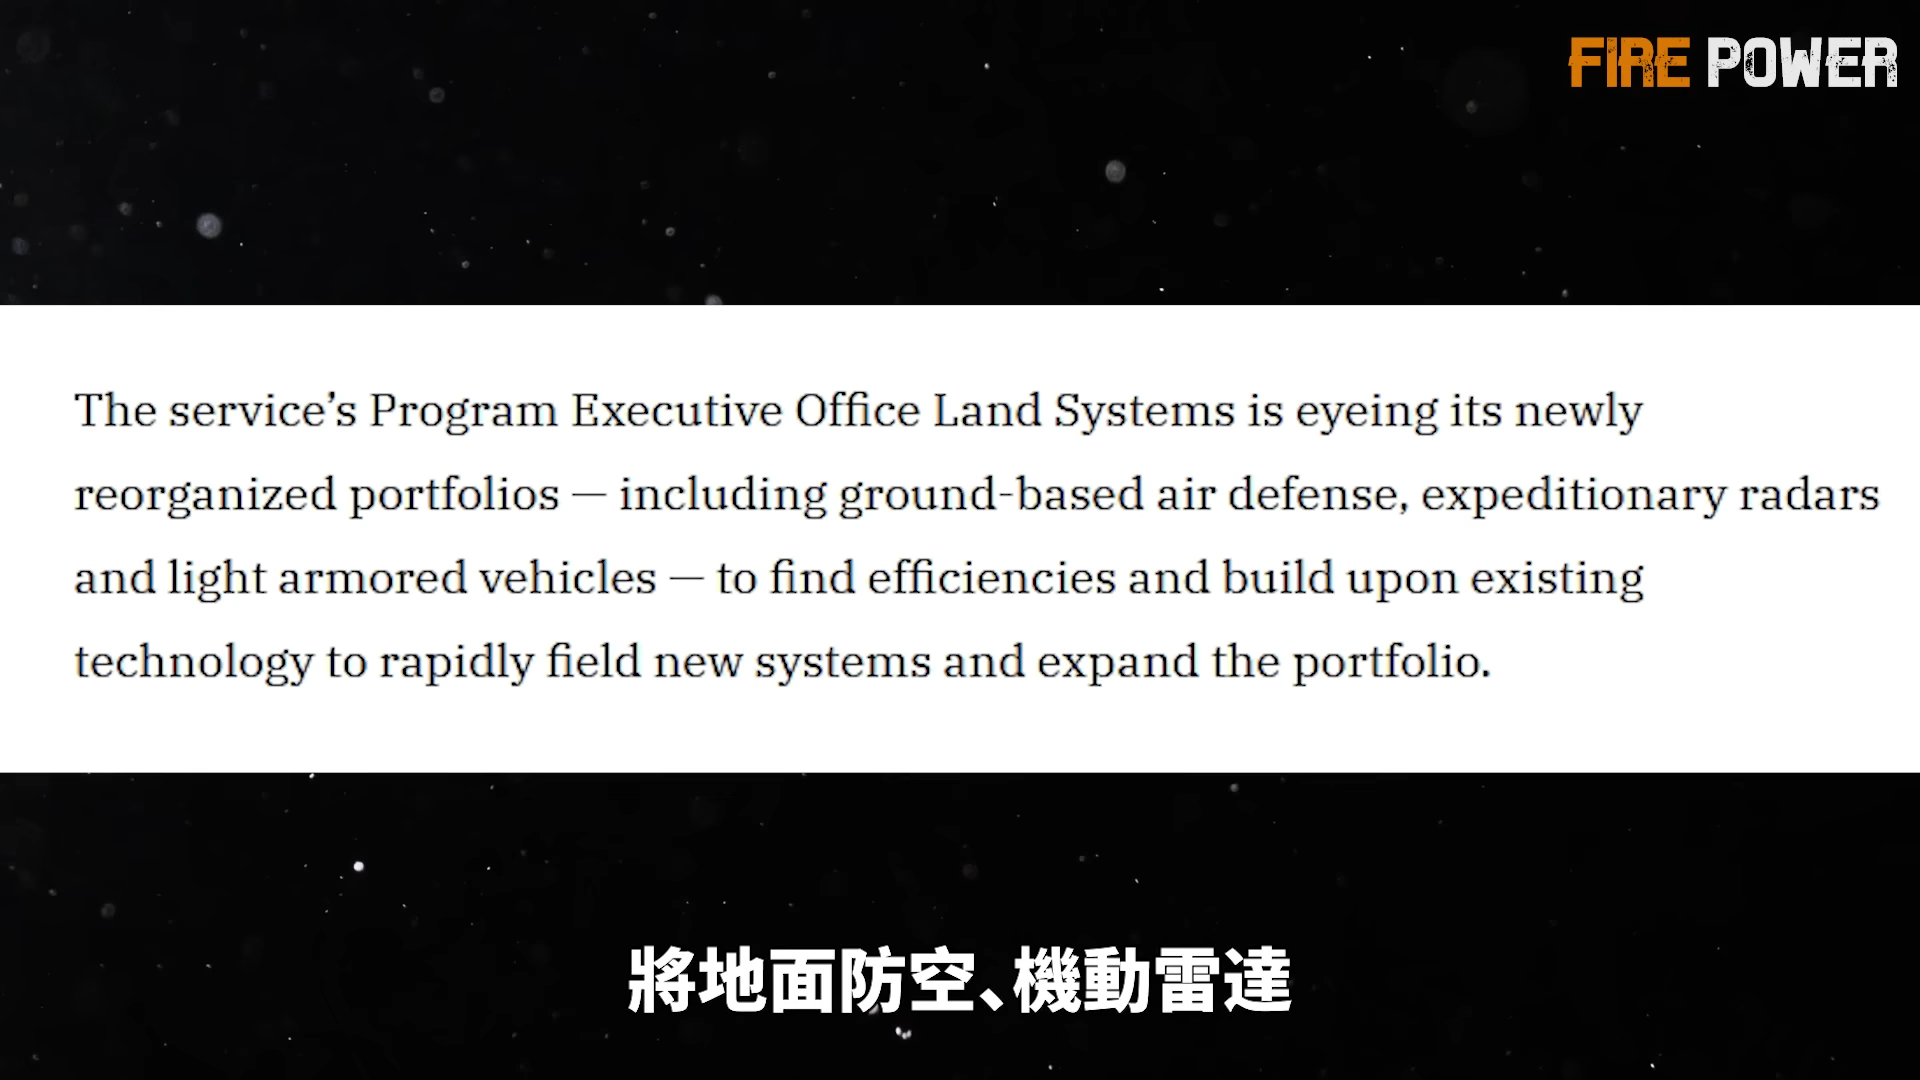 FIRE POWER
The service’s Program Executive Office Land Systems is eyeing its newly
reorganized portfolios — including ground-based air defense, expeditionary radars
and light armored vehicles — to find efficiencies and build upon existing
technology to rapidly field new systems and expand the portfolio.
將地面防空、機動雷達